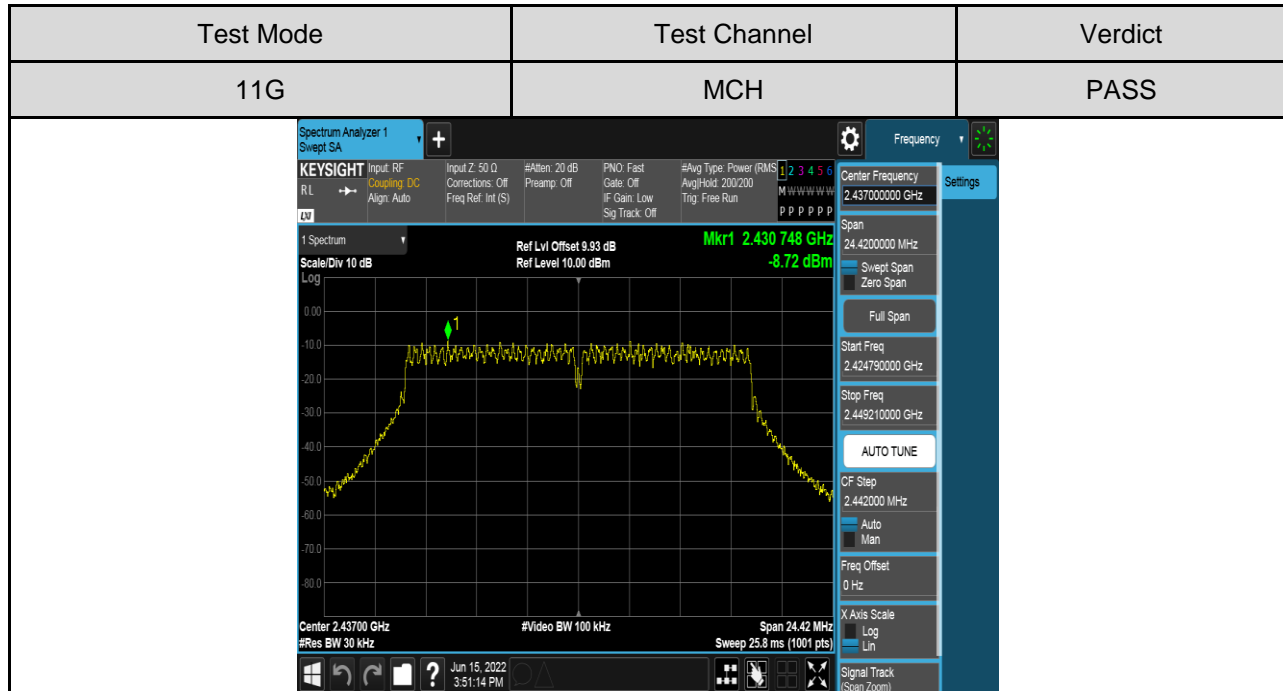 Test Mode Test Channel Verdict
11G MCH PASS
Spectrum Analyzer 1
Swept SA
+
Frequency
KEYSIGHT
RL
LXI
Input: RF
Coupling: DC
Align: Auto
Input Z: 50 Ω
Corrections: Off
Freq Ref: Int (S)
#Atten: 20 dB
Preamp: Off
PNO: Fast
Gate: Off
IF Gain: Low
Sig Track: Off
#Avg Type: Power (RMS
Avg|Hold: 200/200
Trig: Free Run
1 2 3 4 5 6
M W W W W W
P P P P P P
1 Spectrum
Scale/Div 10 dB
Ref Lvl Offset 9.93 dB
Ref Level 10.00 dBm
Mkr1 2.430 748 GHz
-8.72 dBm
Log
0.00
1
-10.0
-20.0
-30.0
-40.0
-50.0
-60.0
-70.0
-80.0
Center 2.43700 GHz
#Res BW 30 kHz
#Video BW 100 kHz
Span 24.42 MHz
Sweep 25.8 ms (1001 pts)
?
Jun 15, 2022
3:51:14 PM
Center Frequency
2.437000000 GHz
Settings
Span
24.4200000 MHz
Swept Span
Zero Span
Full Span
Start Freq
2.424790000 GHz
Stop Freq
2.449210000 GHz
AUTO TUNE
CF Step
2.442000 MHz
Auto
Man
Freq Offset
0 Hz
X Axis Scale
Log
Lin
Signal Track
(Span Zoom)